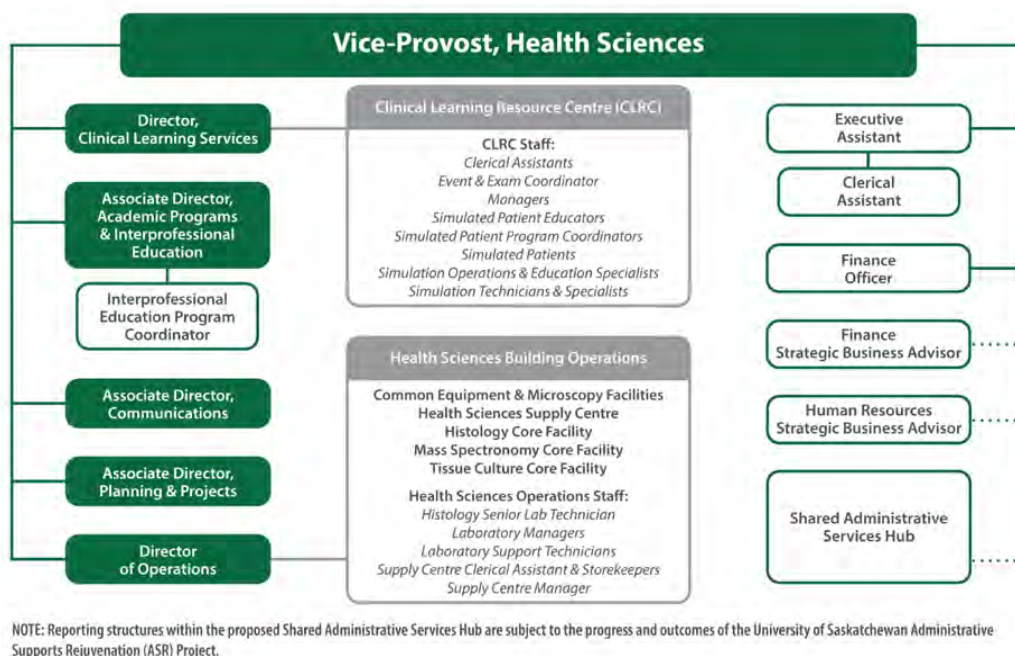 Vice-Provost, Health Sciences
Director,
Clinical Learning Services
Associate Director,
Academic Programs
& Interprofessional
Education
Interprofessional
Education Program
Coordinator
Associate Director,
Communications
Associate Director,
Planning & Projects
Director
of Operations
Clinical Learning Resource Centre (CLRC)
CLRC Staff:
Clerical Assistants
Event & Exam Coordinator
Managers
Simulated Patient Educators
Simulated Patient Program Coordinators
Simulated Patients
Simulation Operations & Education Specialists
Simulation Technicians & Specialists
Health Sciences Building Operations
Common Equipment & Microscopy Facilities
Health Sciences Supply Centre
Histology Core Facility
Mass Spectronomy Core Facility
Tissue Culture Core Facility
Health Sciences Operations Staff:
Histology Senior Lab Technician
Laboratory Managers
Laboratory Support Technicians
Supply Centre Clerical Assistant & Storekeepers
Supply Centre Manager
Executive
Assistant
Clerical
Assistant
Finance
Officer
Finance
Strategic Business Advisor
Human Resources
Strategic Business Advisor
Shared Administrative
Services Hub
NOTE: Reporting structures within the proposed Shared Administrative Services Hub are subject to the progress and outcomes of the University of Saskatchewan Administrative
Supports Rejuvenation (ASR) Project.